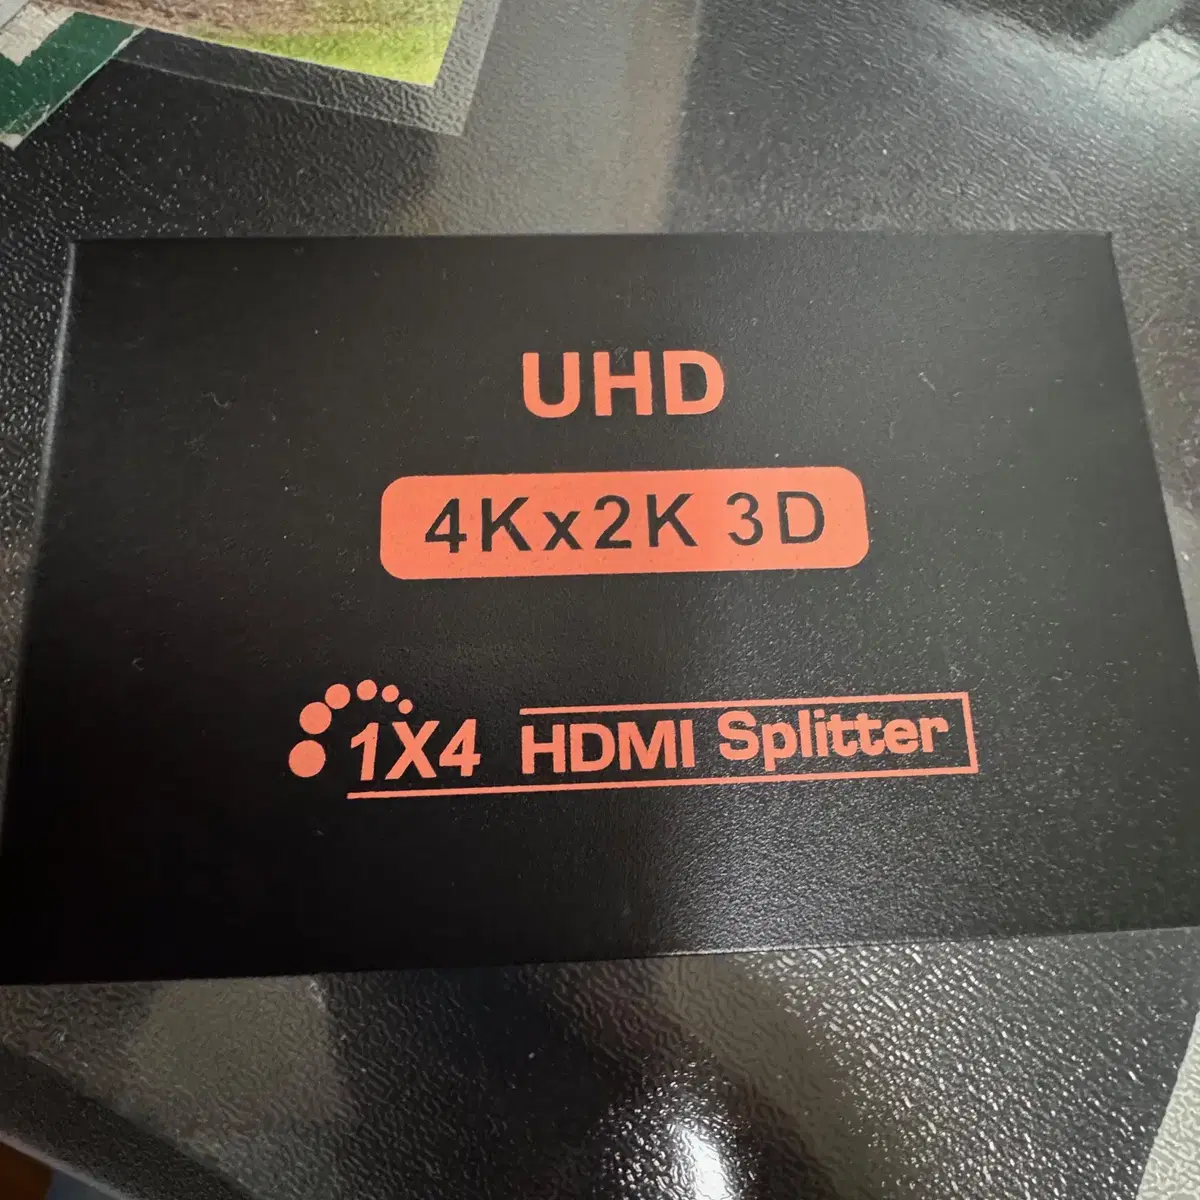 UHD
4Kx2K 3D
1X4 HDMI Splitter